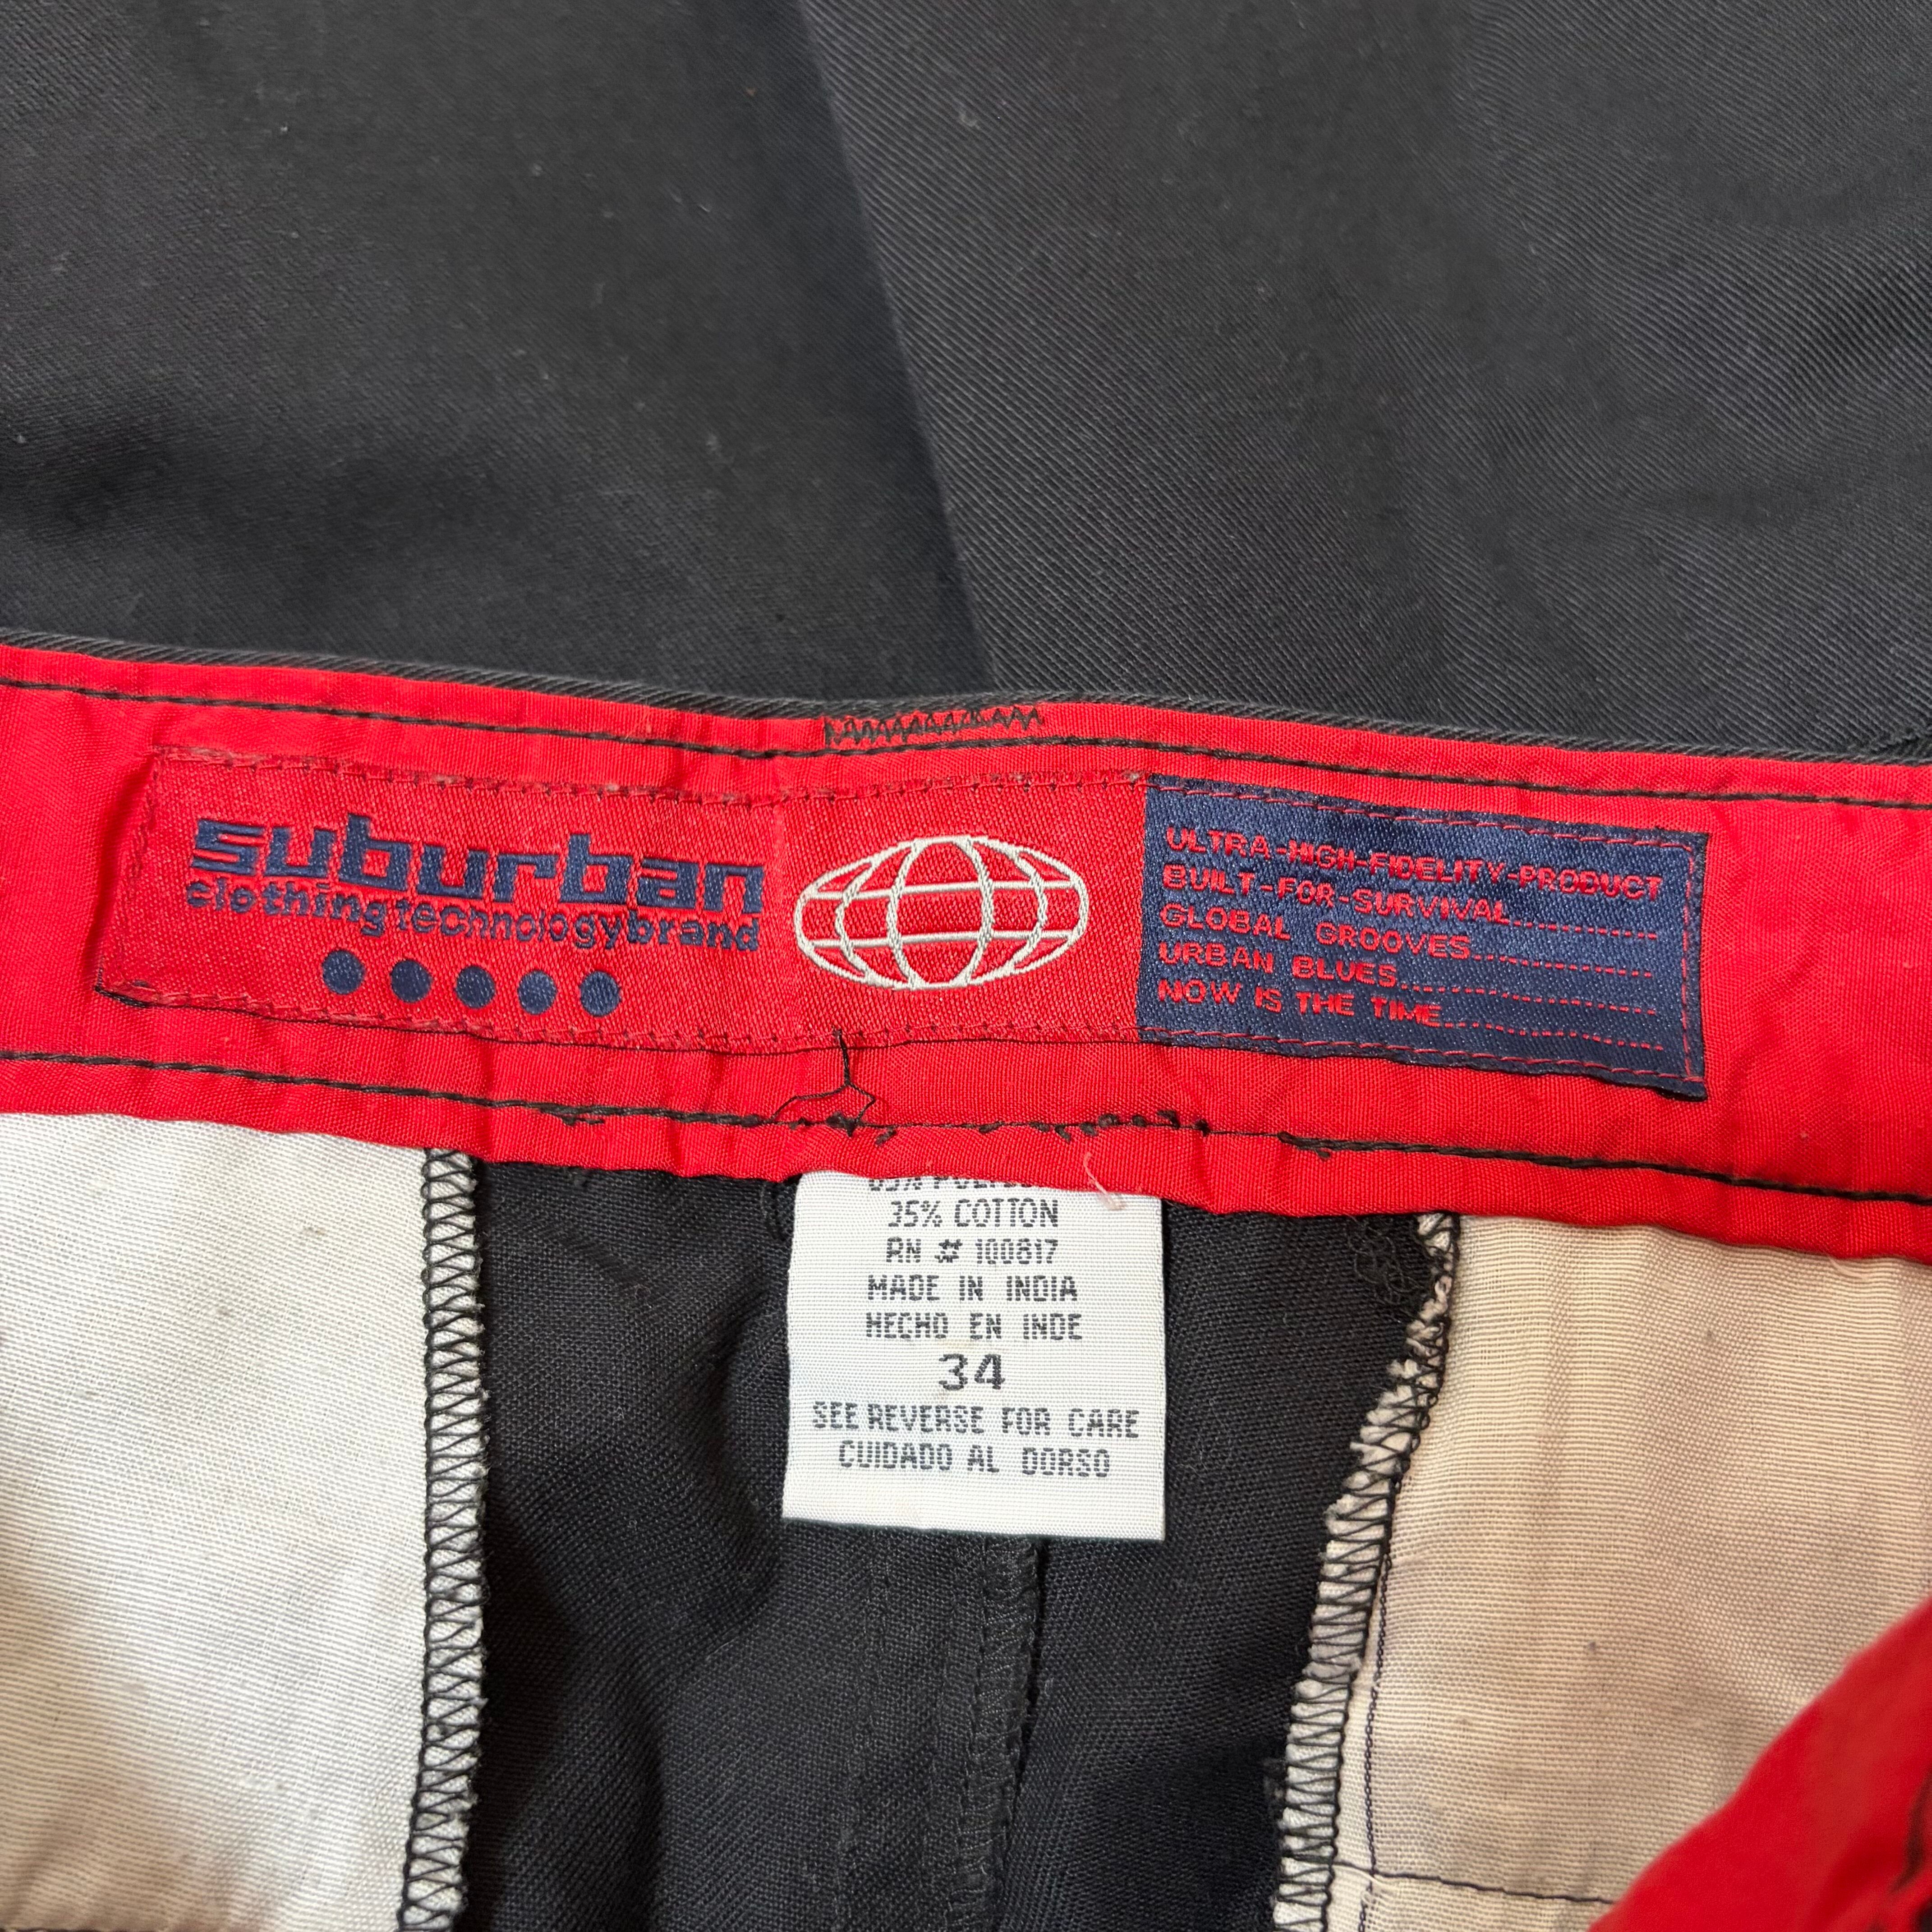 suburban
clothingtechnologybrand
ULTRA-HIGH-FIDELITY-PRODUCT
BUILT-FOR-SURVIVAL
GLOBAL GROOVES
URBAN BLUES
NOW IS THE TIME
35% COTTON
RN # 100617
MADE IN INDIA
HECHO EN INDE
34
SEE REVERSE FOR CARE
CUIDADO AL DORSO